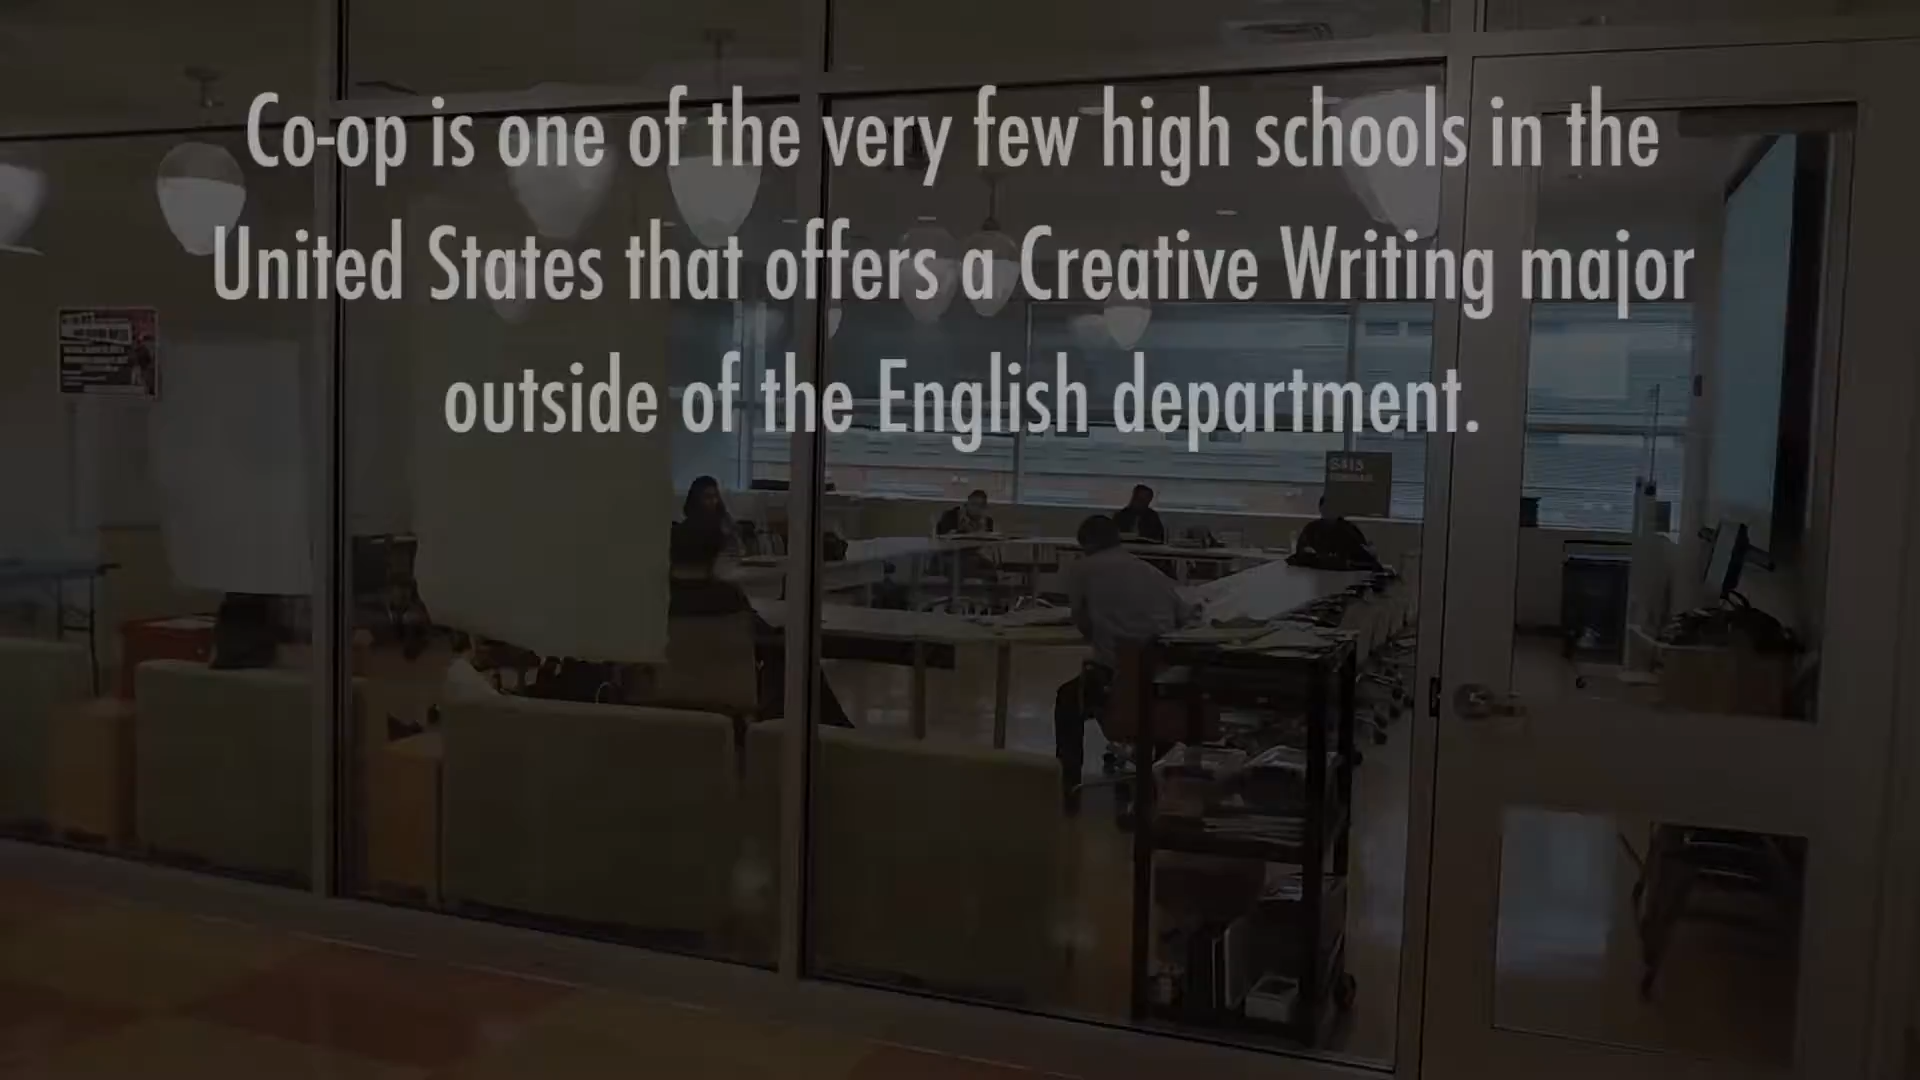 Co-op is one of the very few high schools in the
United States that offers a Creative Writing major
outside of the English department.